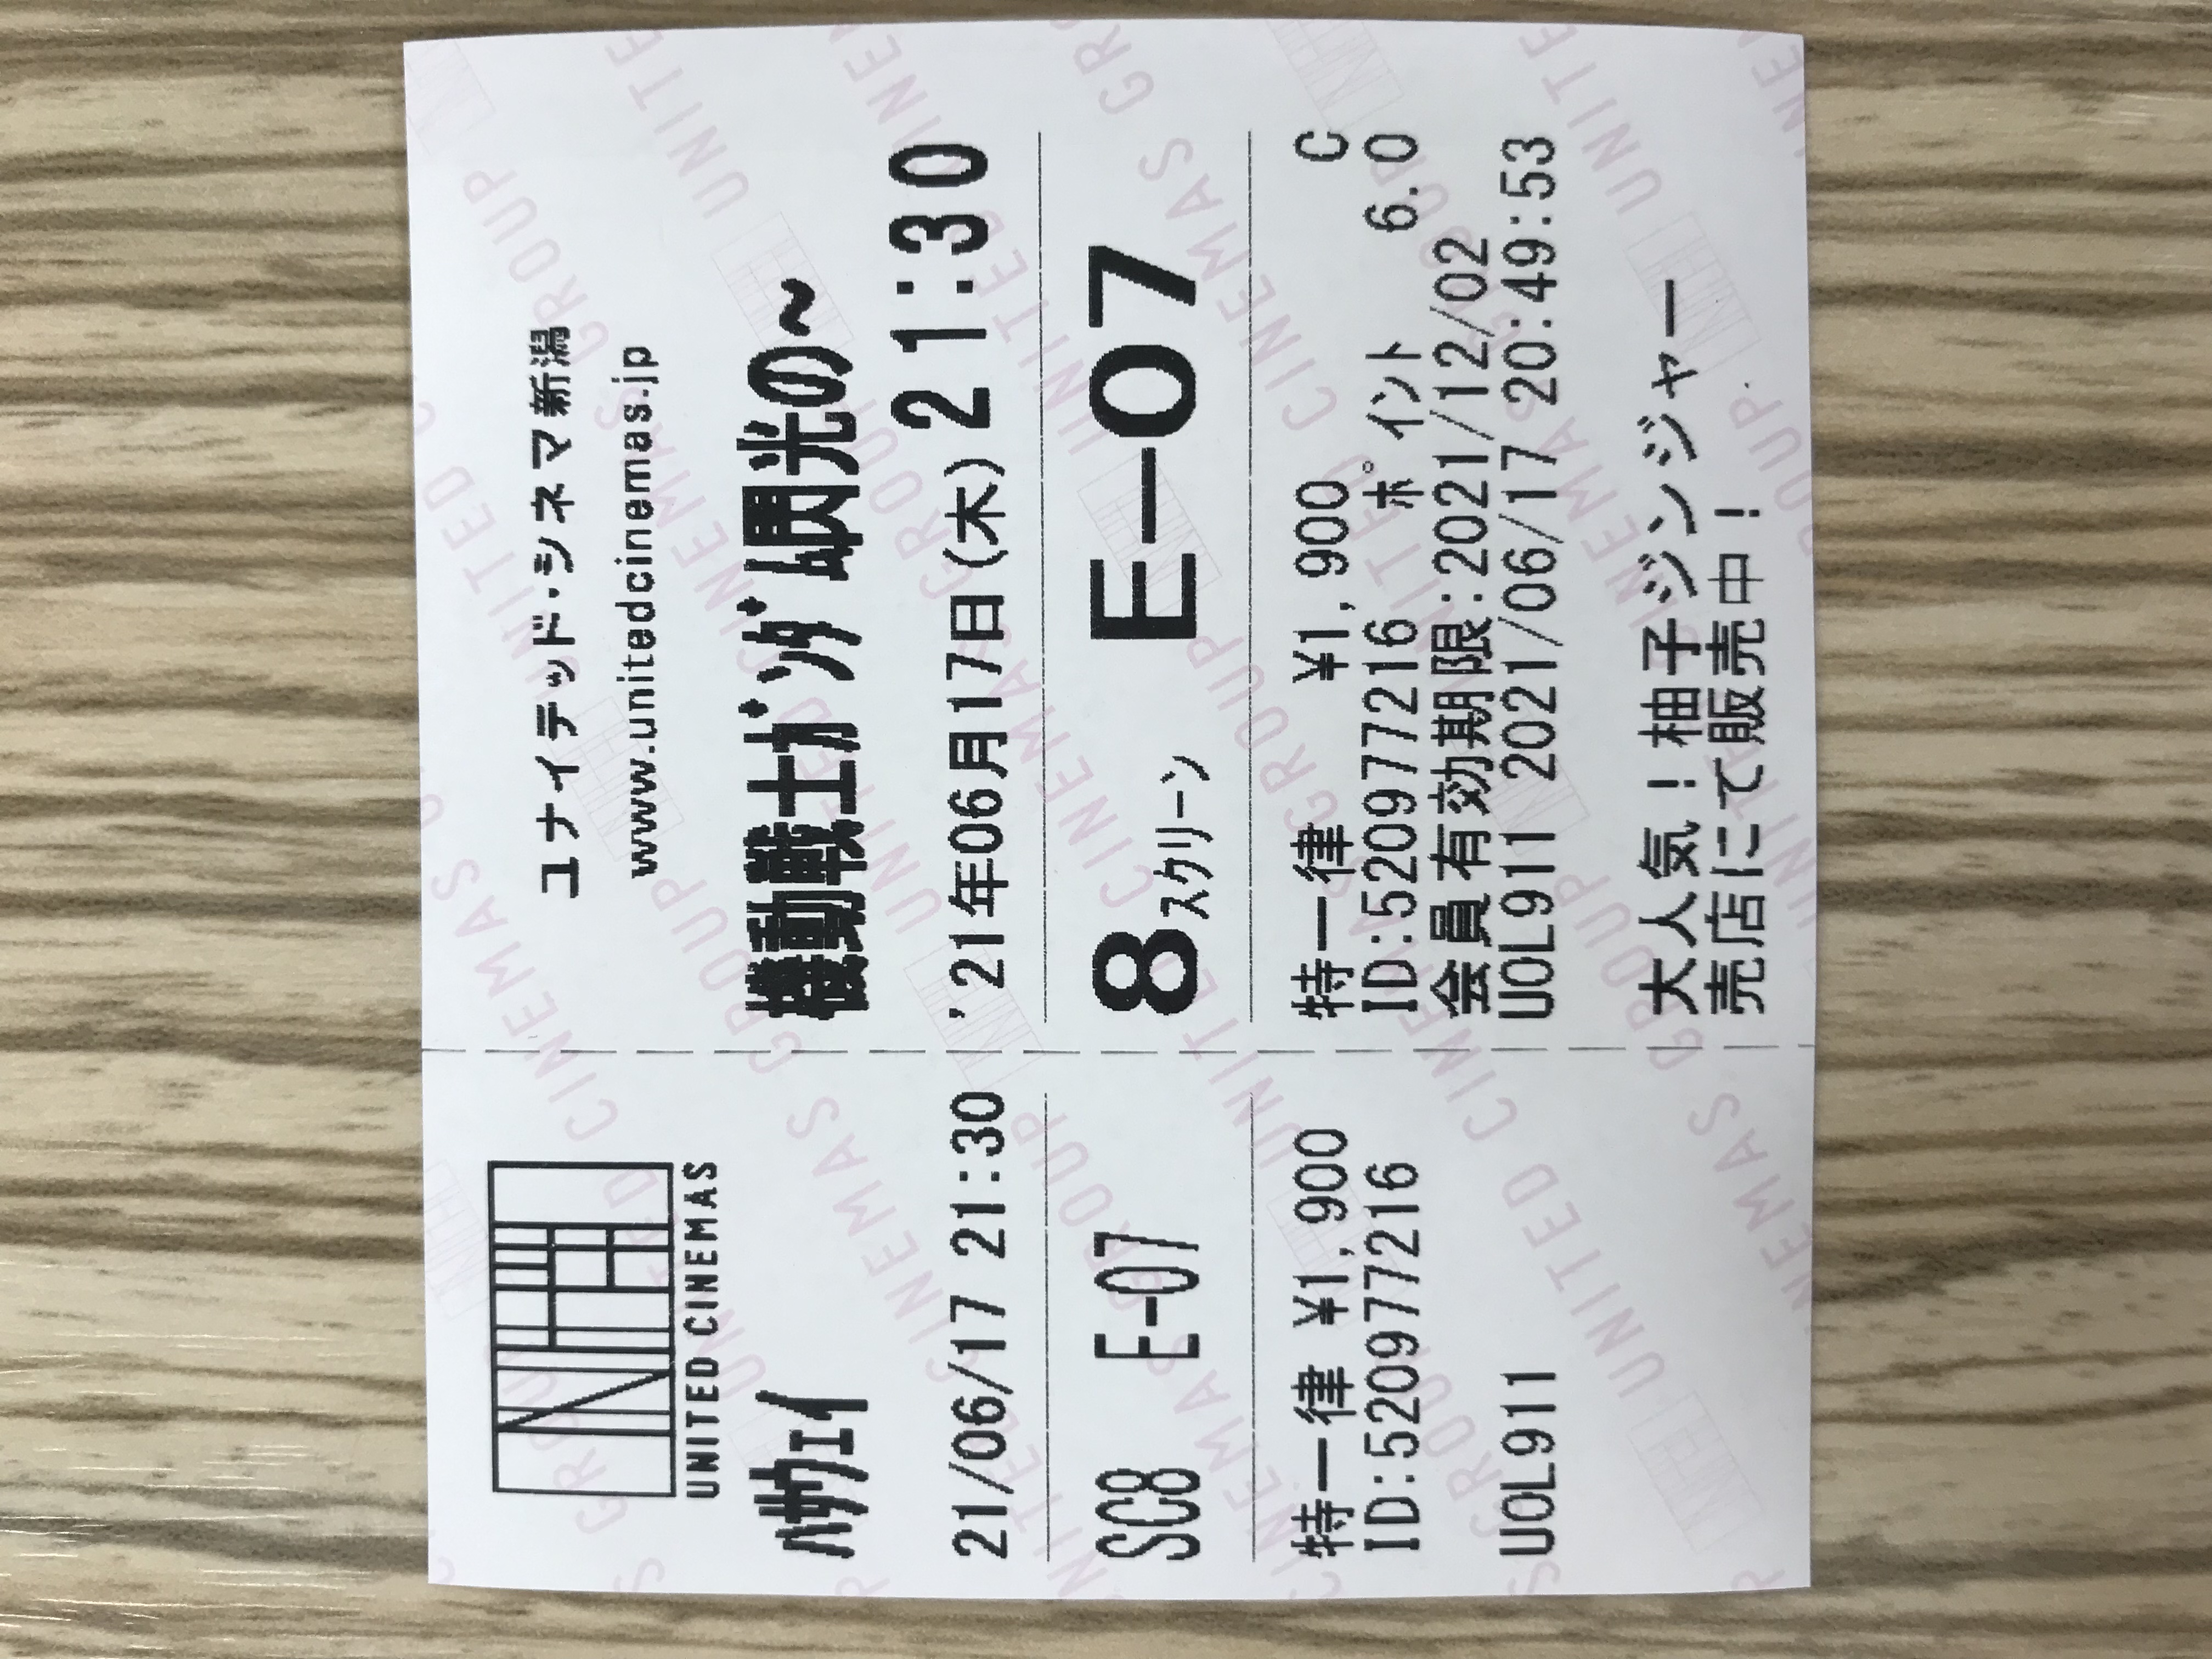 UNITED CINEMAS
ﾊｻｳｪｲ
21/06/17 21:30
SC8 E-07
特一律 ¥1,900
ID:5209777216
UOL911
ユナイテッド・シネマ新潟
www.unitedcinemas.jp
機動戦士ｶﾞﾝﾀﾞﾑ閃光の~
'21年06月17日(木) 21:30
8スクリーン E-07
特一律 ¥1,900 C
ID:5209777216 ﾎﾟｲﾝﾄ 6.0
会員有効期限:2021/12/02
UOL911 2021/06/17 20:49:53
大人気!柚子ジンジャー
売店にて販売中!